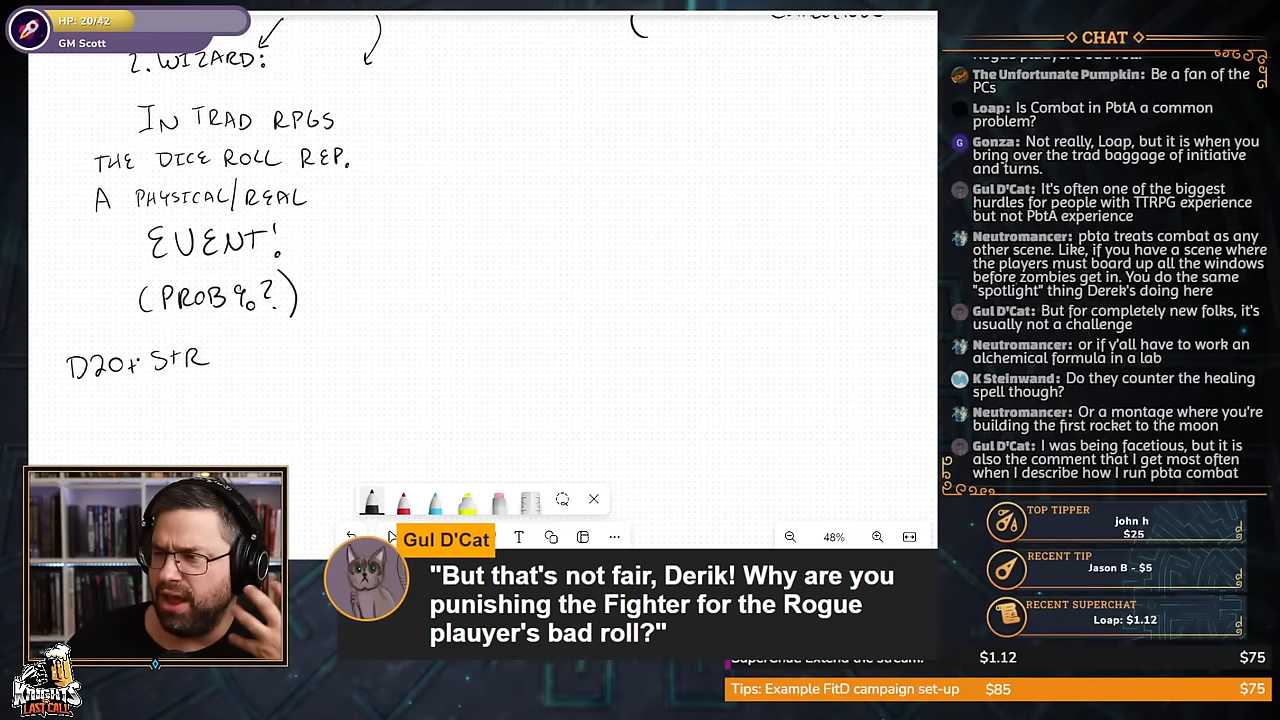 HP: 20/42
GM Scott
2. WIZARD:
IN TRAD RPGS
THE DICE ROLL REP.
A PHYSICAL/REAL
EVENT!
(PROB %?)
D20+ STR
48%
Gul D'Cat
"But that's not fair, Derik! Why are you
punishing the Fighter for the Rogue
plauyer's bad roll?"
KNIGHTS
LAST CALL
CHAT
The Unfortunate Pumpkin: Be a fan of the
PCs
Loap: Is Combat in PbtA a common
problem?
G Gonza: Not really, Loap, but it is when you
bring over the trad baggage of initiative
and turns.
Gul D'Cat: It's often one of the biggest
hurdles for people with TTRPG experience
but not PbtA experience
Neutromancer: pbta treats combat as any
other scene. Like, if you have a scene where
the players must board up all the windows
before zombies get in. You do the same
"spotlight" thing Derek's doing here
Gul D'Cat: But for completely new folks, it's
usually not a challenge
Neutromancer: or if y'all have to work an
alchemical formula in a lab
K Steinwand: Do they counter the healing
spell though?
Neutromancer: Or a montage where you're
building the first rocket to the moon
Gul D'Cat: I was being facetious, but it is
also the comment that I get most often
when I describe how I run pbta combat
TOP TIPPER
john h
$25
RECENT TIP
Jason B - $5
RECENT SUPERCHAT
Loap: $1.12
SuperChat: Extend the stream! $1.12 $75
Tips: Example FitD campaign set-up $85 $75